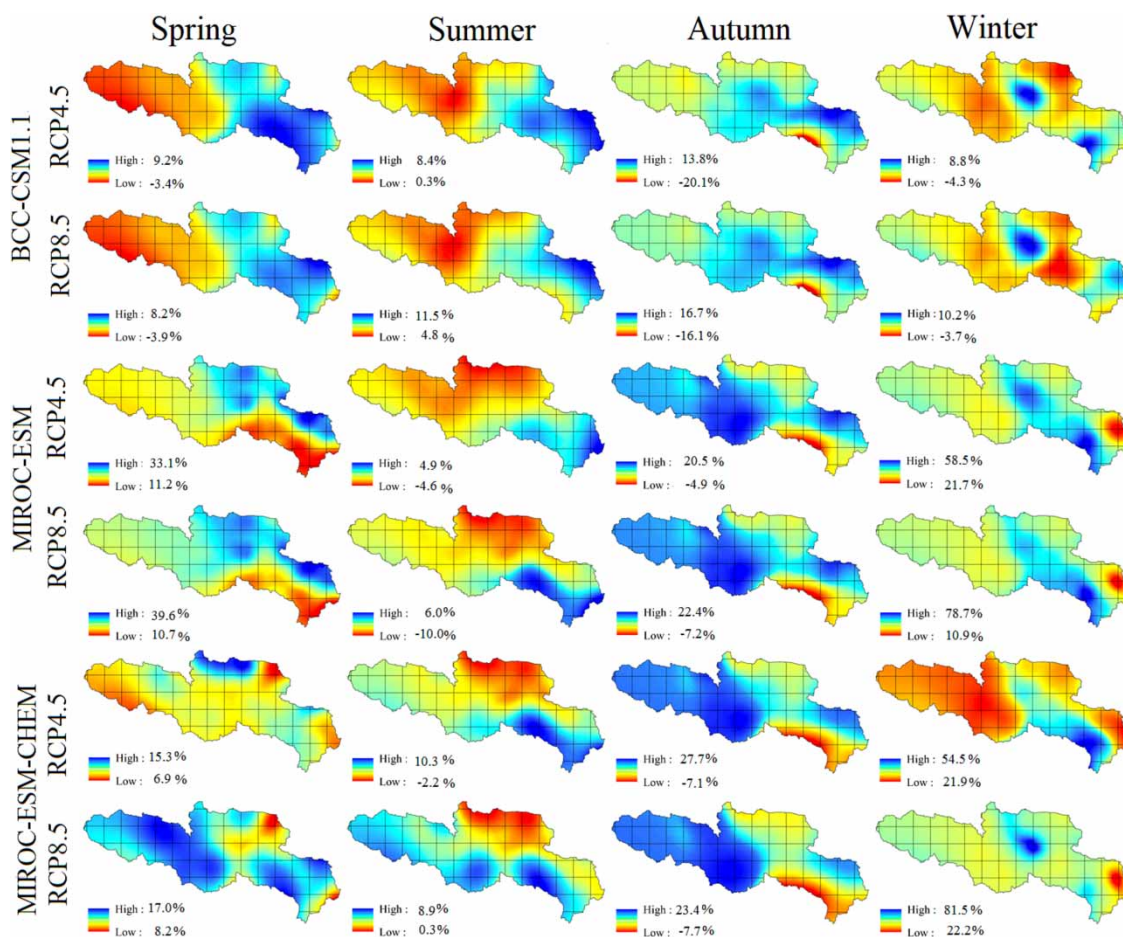 Spring Summer Autumn Winter
BCC-CSM1.1
RCP4.5
High : 9.2%
Low : -3.4%
High 8.4%
Low : 0.3%
High : 13.8%
Low : -20.1%
High : 8.8%
Low : -4.3%
RCP8.5
High : 8.2%
Low : -3.9%
High : 11.5%
Low : 4.8%
High : 16.7%
Low : -16.1%
High : 10.2%
Low : -3.7%
MIROC-ESM
RCP4.5
High : 33.1%
Low : 11.2 %
High : 4.9%
Low : -4.6 %
High : 20.5%
Low : -4.9%
High : 58.5%
Low : 21.7%
RCP8.5
High : 39.6%
Low : 10.7%
High : 6.0%
Low : -10.0%
High : 22.4%
Low : -7.2%
High : 78.7%
Low : 10.9%
MIROC-ESM-CHEM
RCP4.5
High : 15.3%
Low : 6.9%
High : 10.3%
Low : -2.2 %
High : 27.7%
Low : -7.1%
High : 54.5%
Low : 21.9%
RCP8.5
High : 17.0%
Low : 8.2%
High : 8.9%
Low : 0.3%
High : 23.4%
Low : -7.7%
High : 81.5%
Low : 22.2%